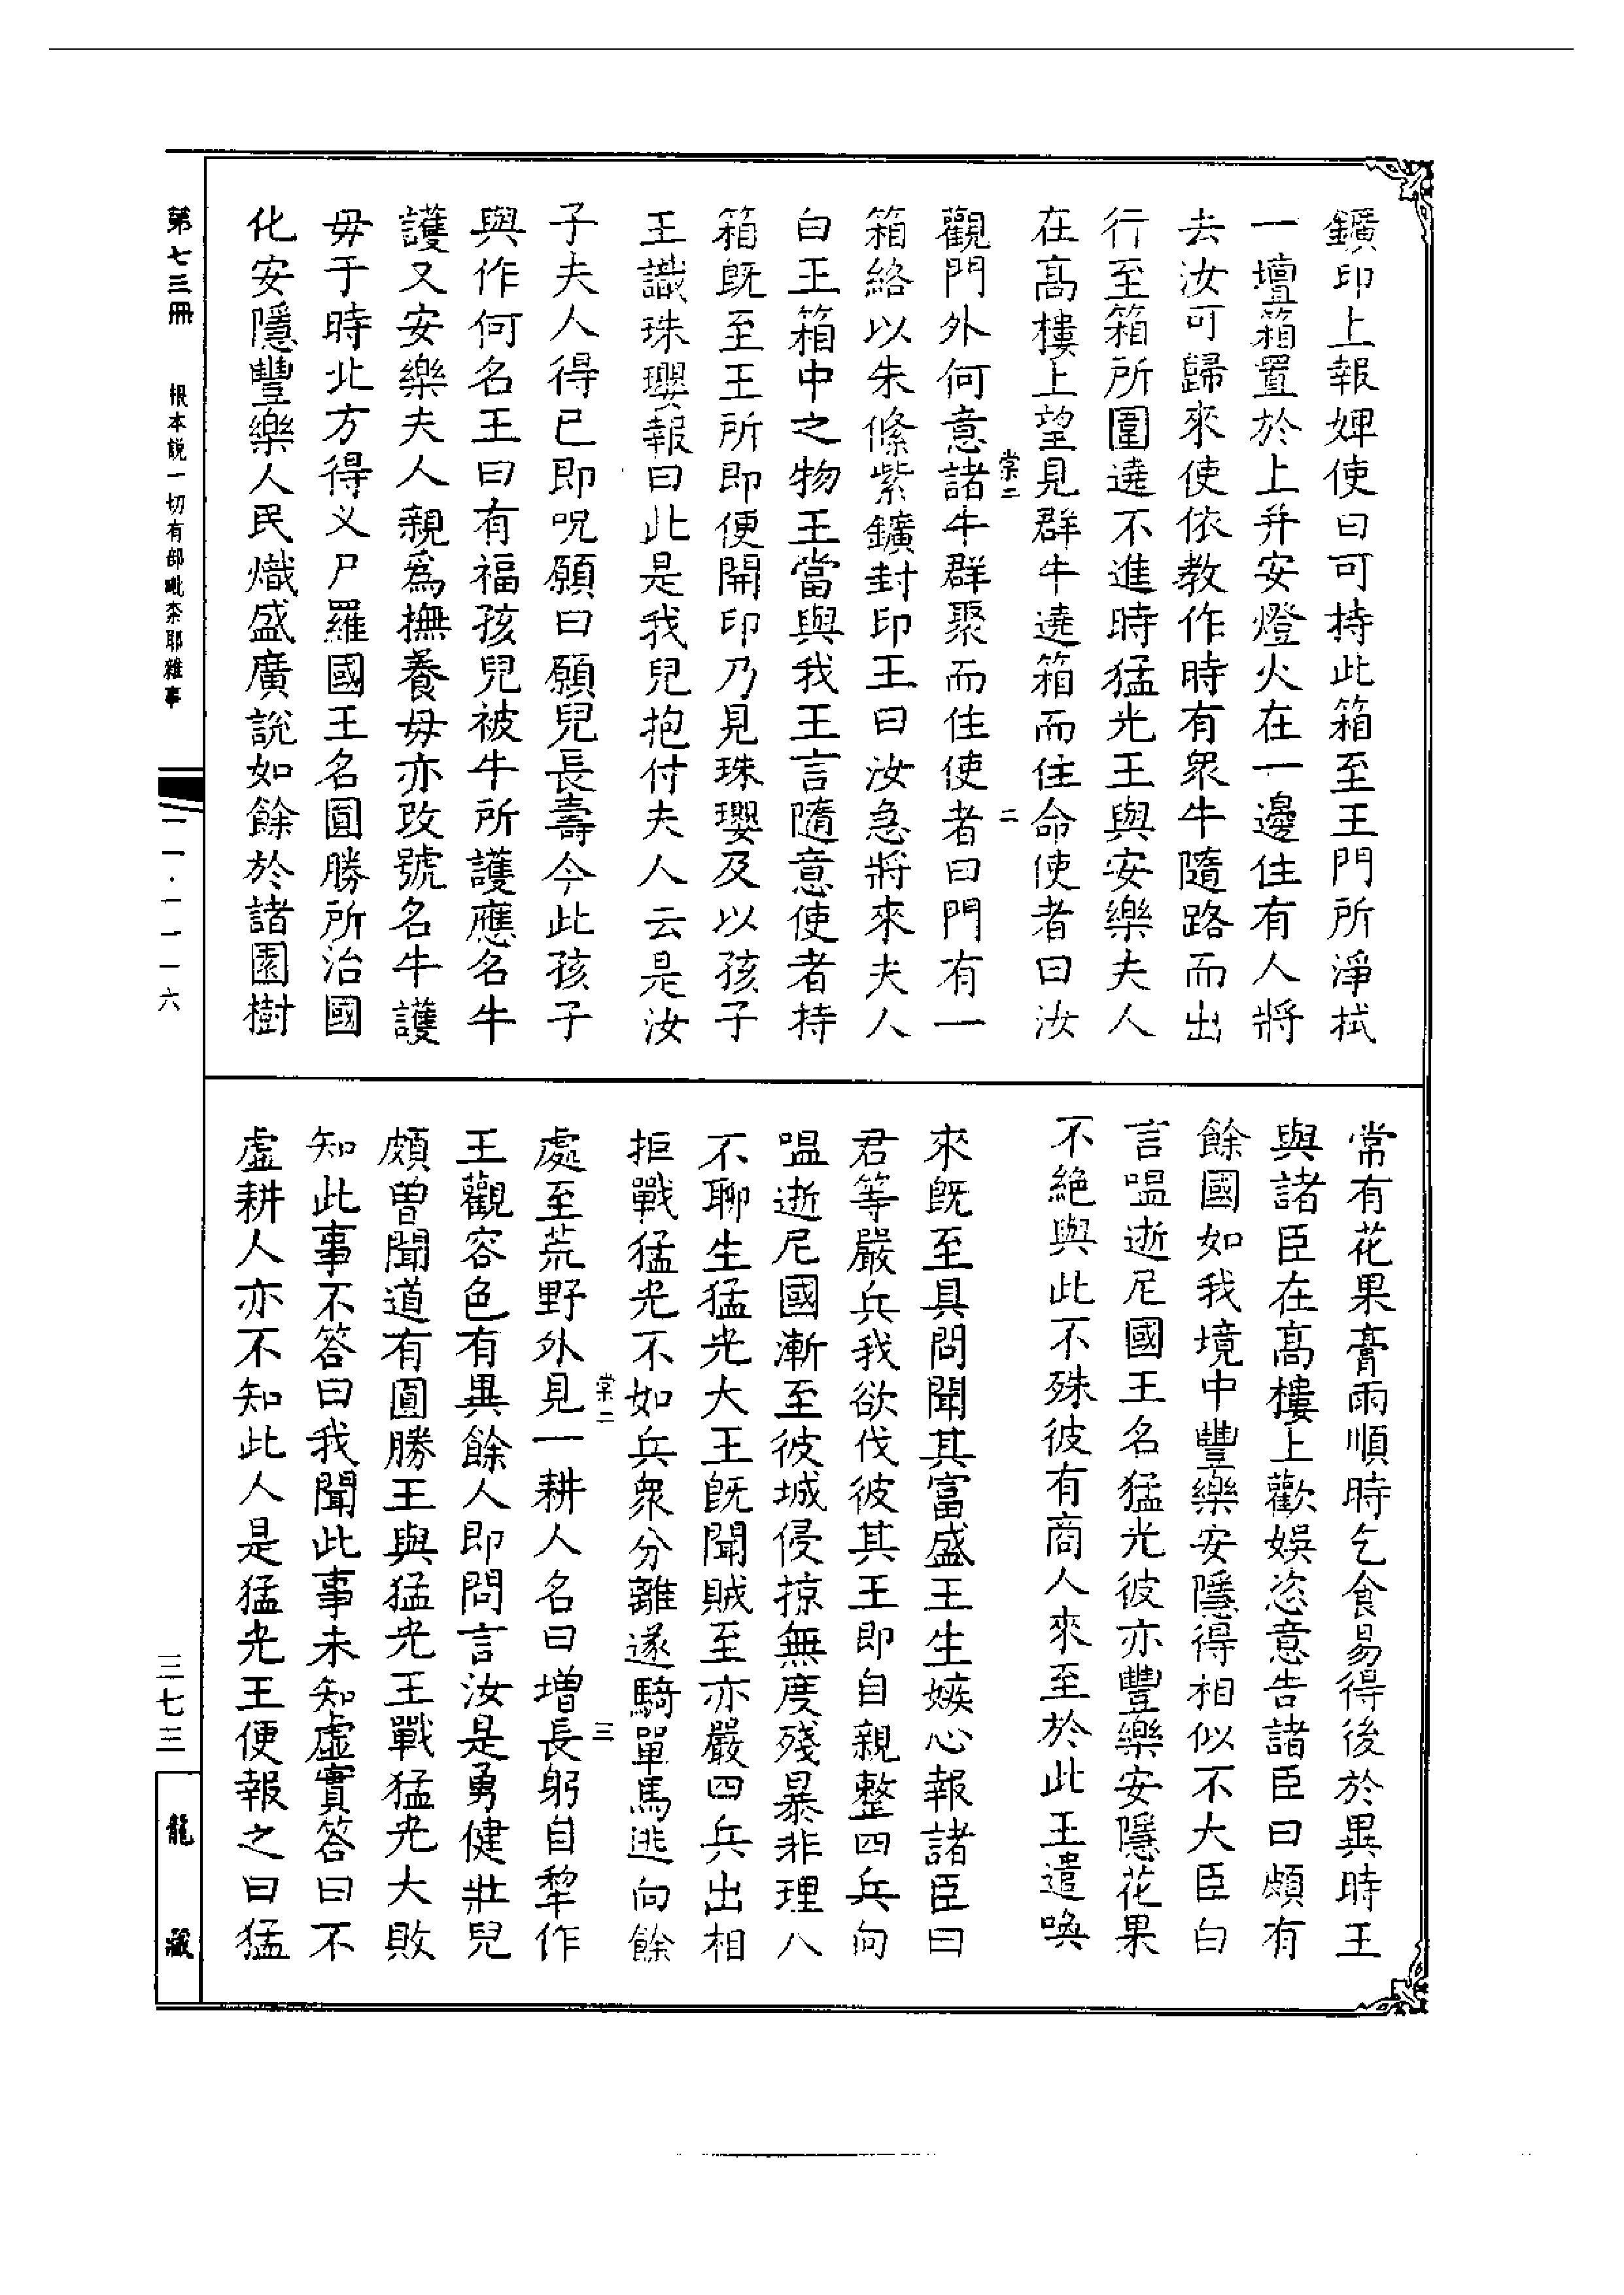 鑛印上報婢使曰可持此箱至王門所淨拭
一壇箱置於上并安燈火在一邊住有人將
去汝可歸來使依教作時有衆牛隨路而出
行至箱所圍遶不進時猛光王與安樂夫人
在髙樓上望見群牛遶箱而住命使者曰汝
棠二
二
觀門外何意諸牛群聚而住使者曰門有一
箱絡以朱絛紫鑛封印王曰汝急將來夫人
白王箱中之物王當與我王言隨意使者持
箱旣至王所即便開印乃見珠瓔及以孩子
王識珠瓔報曰此是我兒抱付夫人云是汝
子夫人得已即呪願曰願兒長壽今此孩子
與作何名王曰有福孩兒被牛所護應名牛
護又安樂夫人親爲撫養母亦改號名牛護
母于時北方得义尸羅國王名圓勝所治國
化安隱豐樂人民熾盛廣說如餘於諸園樹
常有花果膏雨順時乞食易得後於異時王
與諸臣在髙樓上歡娛恣意告諸臣曰頗有
餘國如我境中豐樂安隱得相似不大臣白
言嗢逝尼國王名猛光彼亦豐樂安隱花果
不絕與此不殊彼有商人來至於此王遣喚
來旣至具問聞其富盛王生嫉心報諸臣曰
君等嚴兵我欲伐彼其王即自親整四兵向
嗢逝尼國漸至彼城侵掠無度殘暴非理人
不聊生猛光大王旣聞賊至亦嚴四兵出相
拒戰猛光不如兵衆分離遂騎單馬逃向餘
棠二
三
處至荒野外見一耕人名曰增長躬自犂作
王觀容色有異餘人即問言汝是勇健壯兒
頗曽聞道有圓勝王與猛光王戰猛光大敗
知此事不答曰我聞此事未知虛實答曰不
虛耕人亦不知此人是猛光王便報之曰猛
第七三冊
根本説一切有部毗奈耶雜事
一一·一一一六
三七三
龍藏